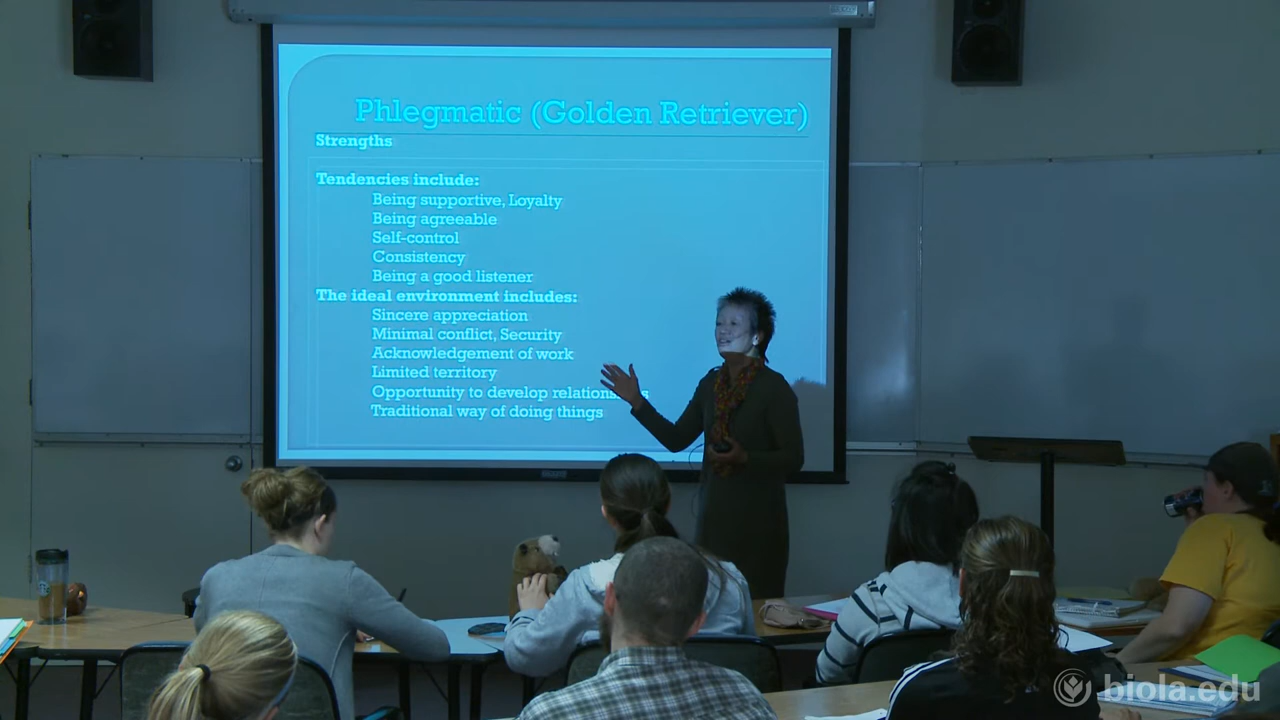 Phlegmatic (Golden Retriever)
Strengths
Tendencies include:
Being supportive, Loyalty
Being agreeable
Self-control
Consistency
Being a good listener
The ideal environment includes:
Sincere appreciation
Minimal conflict, Security
Acknowledgement of work
Limited territory
Opportunity to develop
Traditional way of doing things
biola.edu